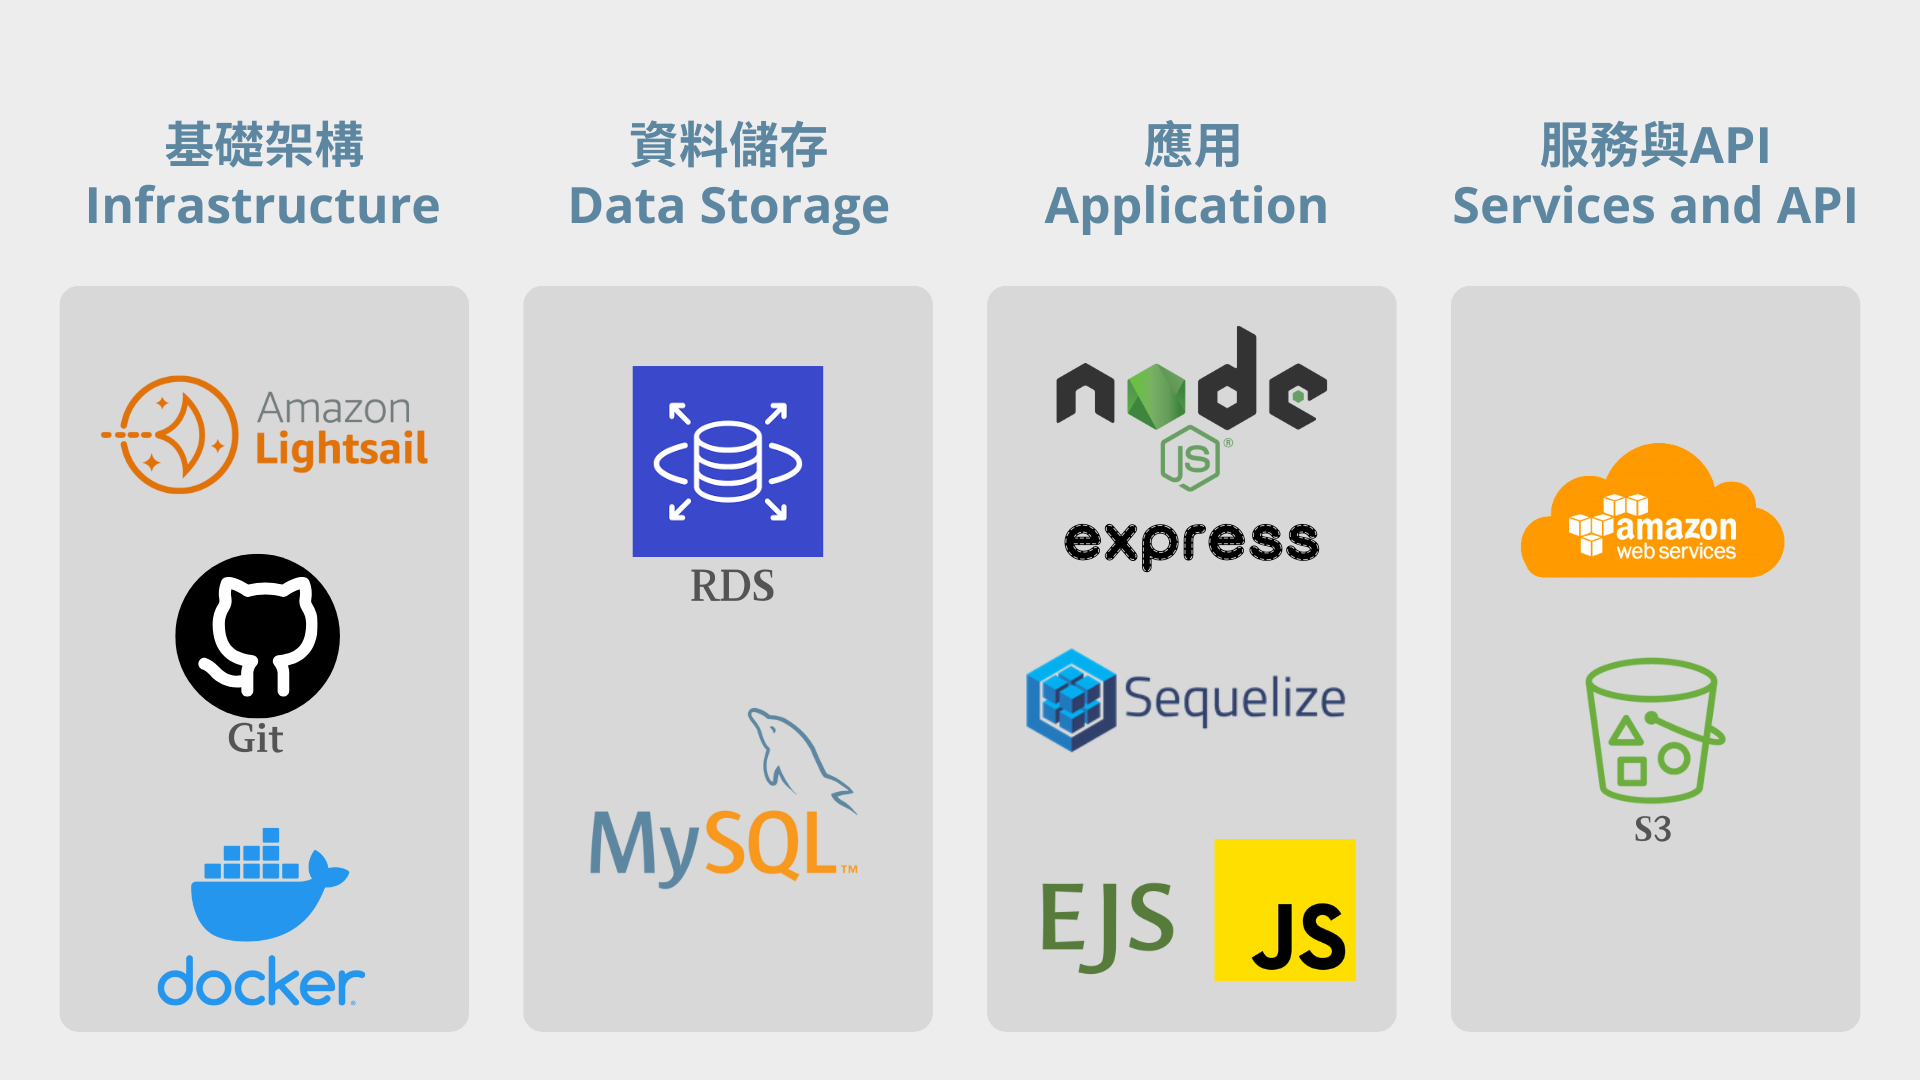 基礎架構
Infrastructure
Amazon
Lightsail
Git
docker
資料儲存
Data Storage
RDS
MySQL™
應用
Application
node
JS®
express
Sequelize
EJS
JS
服務與API
Services and API
amazon
web services
S3